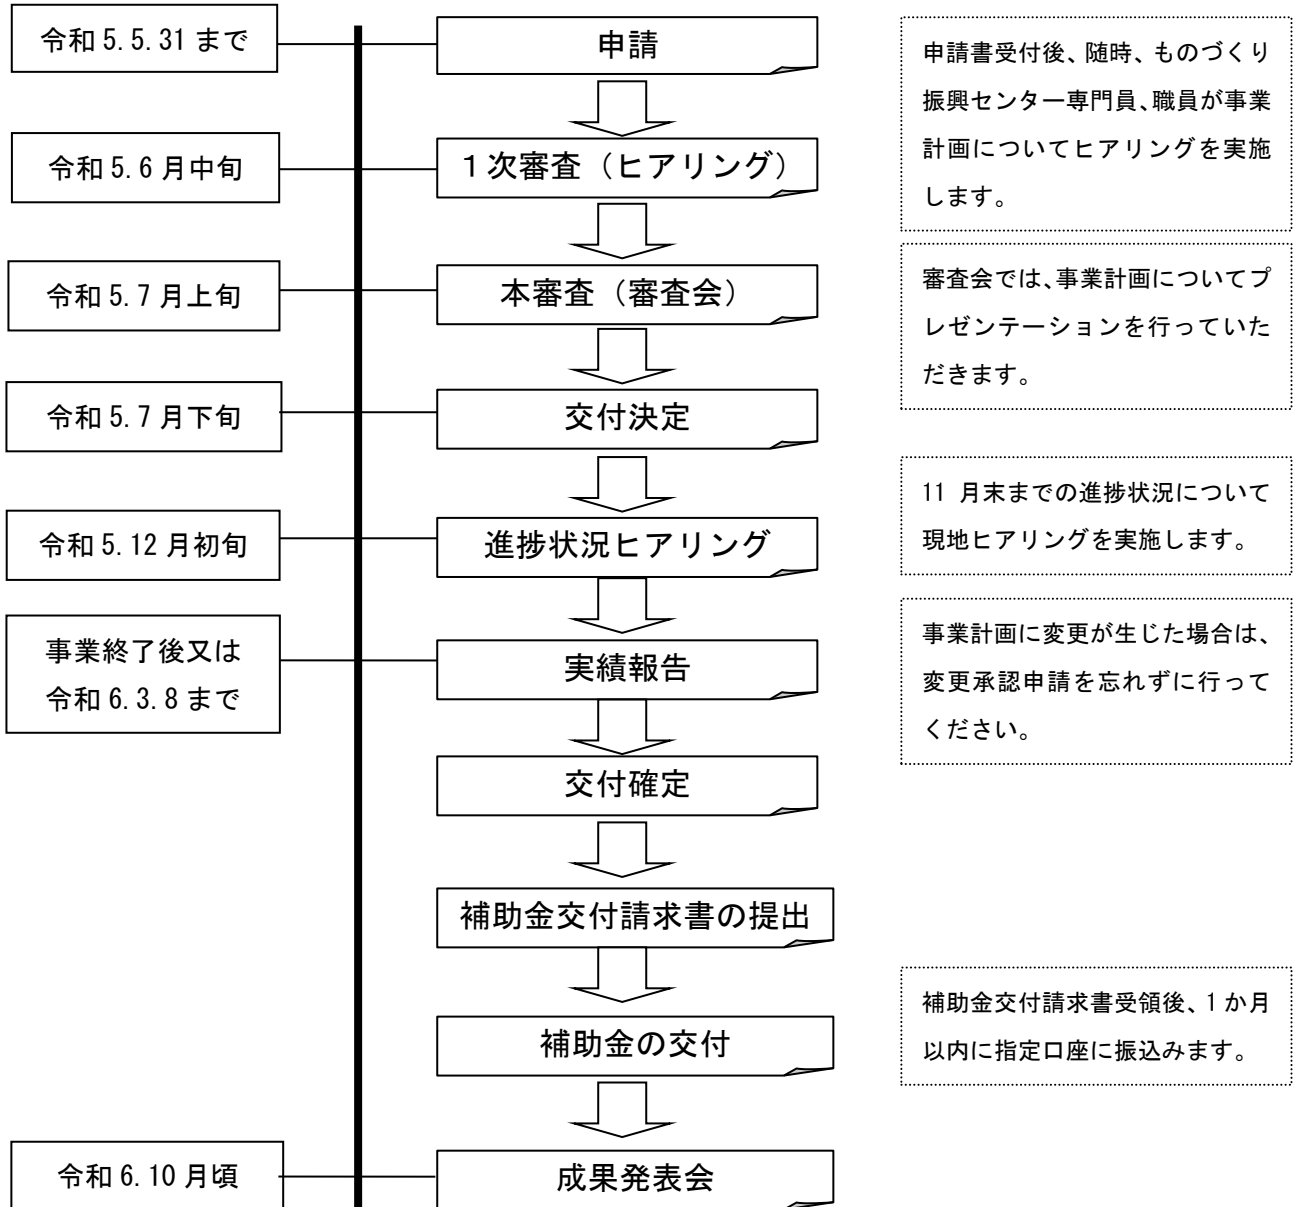 令和 5.5.31 まで
申請
申請書受付後、随時、ものづくり
振興センター専門員、職員が事業
計画についてヒアリングを実施
します。
令和 5.6 月中旬
１次審査（ヒアリング）
令和 5.7 月上旬
本審査（審査会）
審査会では、事業計画についてプ
レゼンテーションを行っていた
だきます。
令和 5.7 月下旬
交付決定
令和 5.12 月初旬
進捗状況ヒアリング
11 月末までの進捗状況について
現地ヒアリングを実施します。
事業終了後又は
令和 6.3.8 まで
実績報告
事業計画に変更が生じた場合は、
変更承認申請を忘れずに行って
ください。
交付確定
補助金交付請求書の提出
補助金の交付
補助金交付請求書受領後、1 か月
以内に指定口座に振込みます。
令和 6.10 月頃
成果発表会